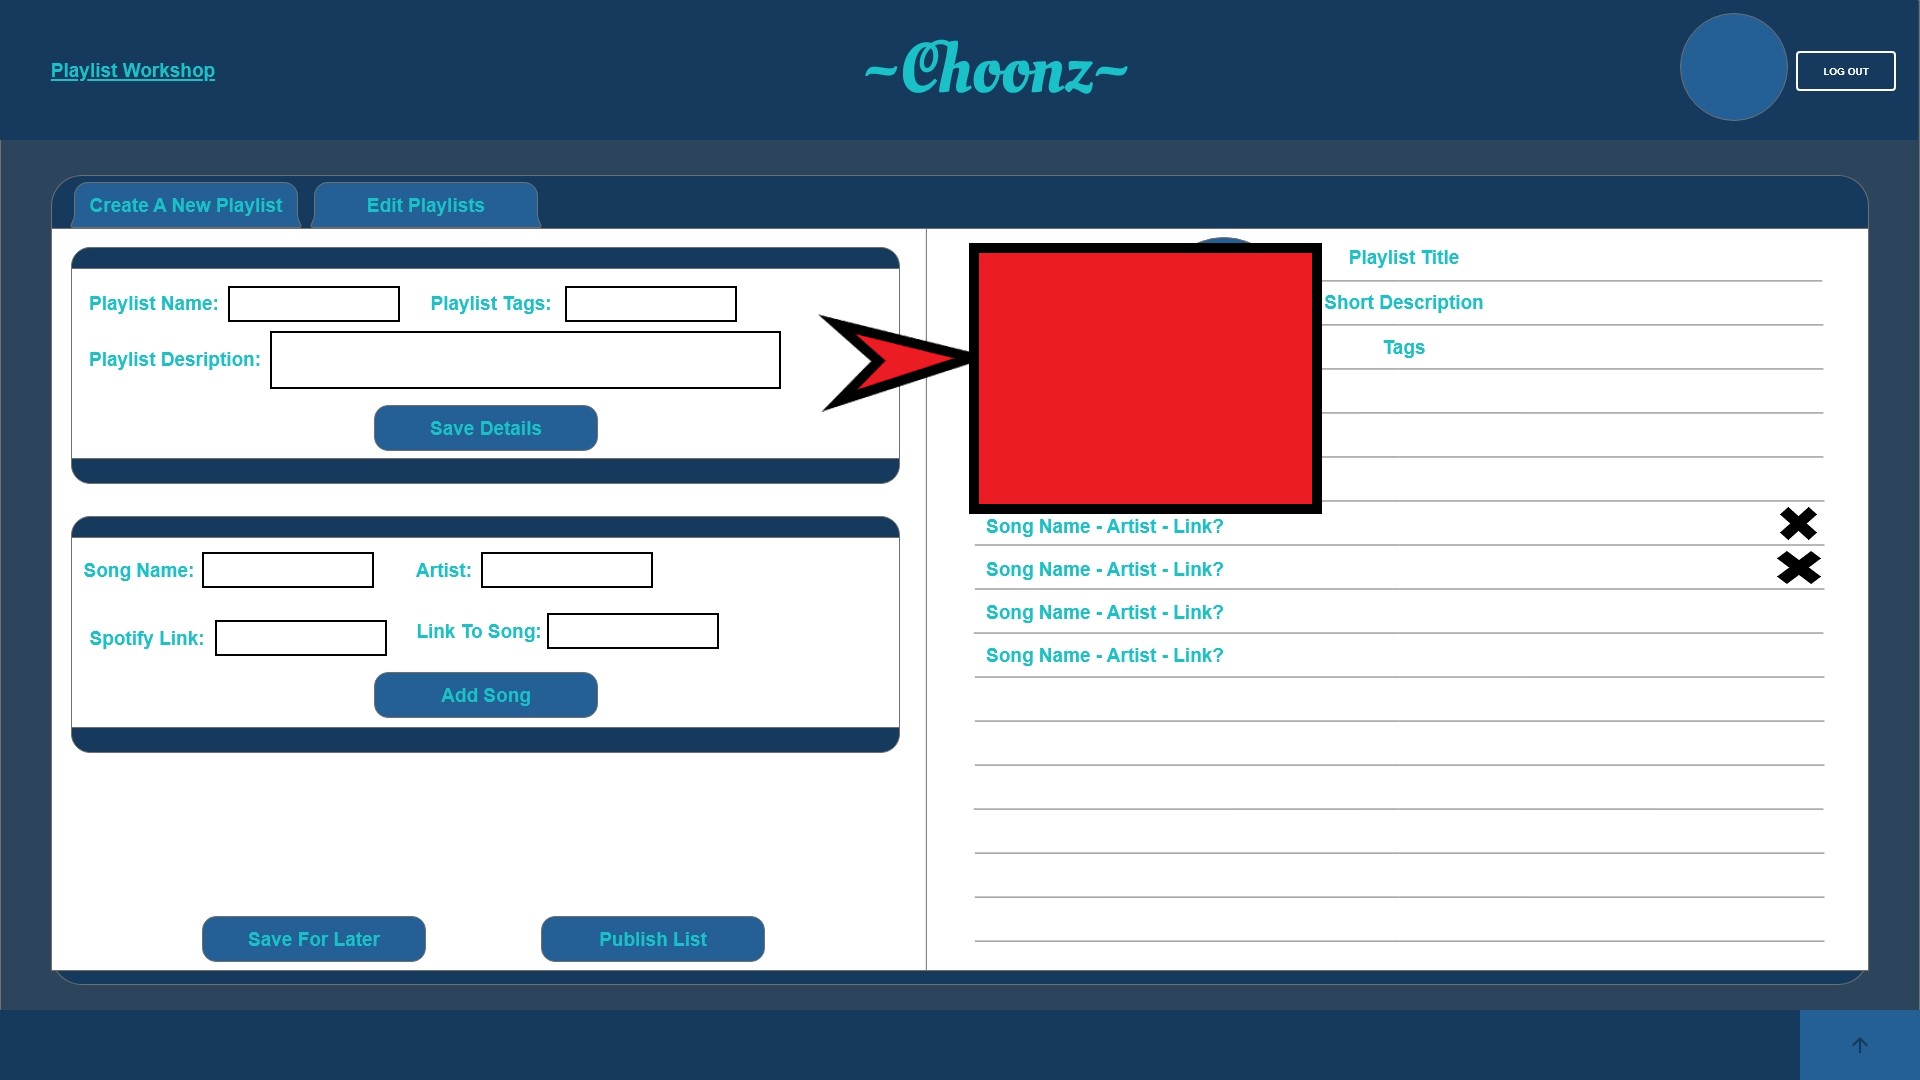 Playlist Workshop
~Choonz~
LOG OUT
Create A New Playlist
Edit Playlists
Playlist Name:
Playlist Tags:
Playlist Desription:
Save Details
Song Name:
Artist:
Spotify Link:
Link To Song:
Add Song
Save For Later
Publish List
Playlist Title
Short Description
Tags
Song Name - Artist - Link?
Song Name - Artist - Link?
Song Name - Artist - Link?
Song Name - Artist - Link?